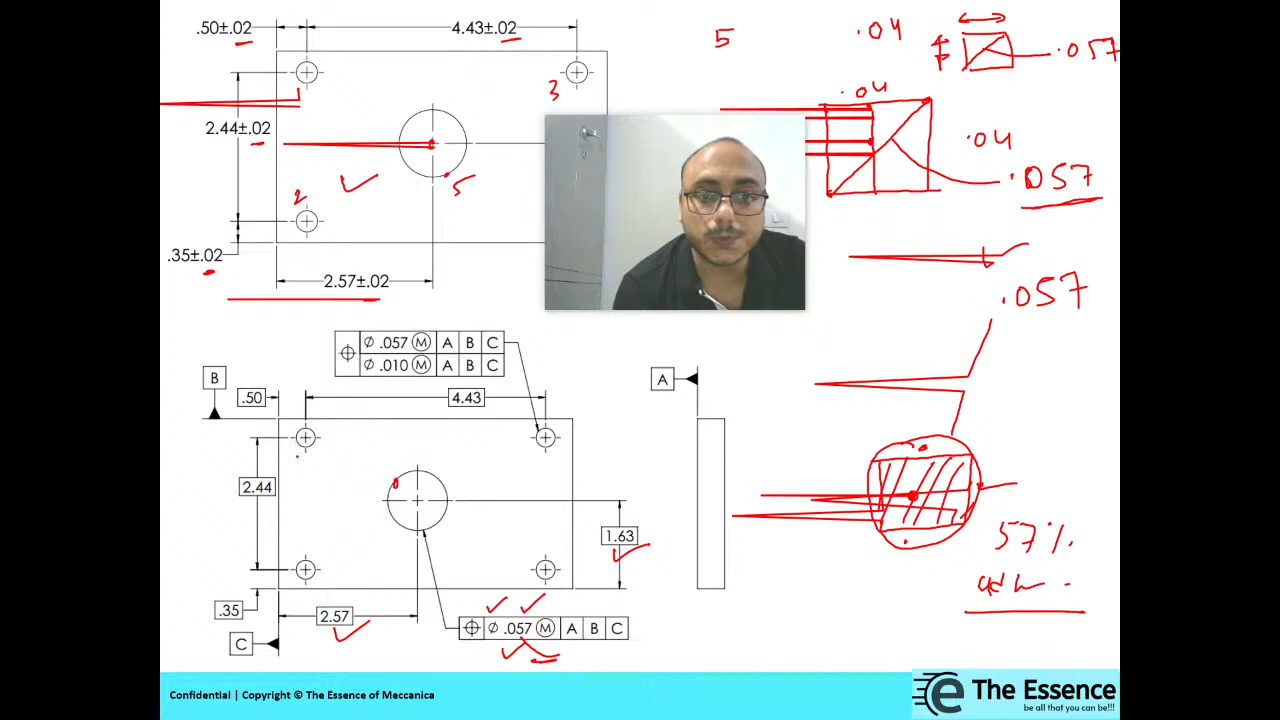 .50±.02
4.43±.02
5
.04
.057
3
.04
2.44±.02
.04
.057
2
5
.35±.02
2.57±.02
.057
Ø .057 Ⓜ A B C
Ø .010 Ⓜ A B C
B
A
.50
4.43
2.44
1.63
57%
.35
2.57
Ø .057 Ⓜ A B C
C
Confidential | Copyright © The Essence of Meccanica
e The Essence
be all that you can be!!!